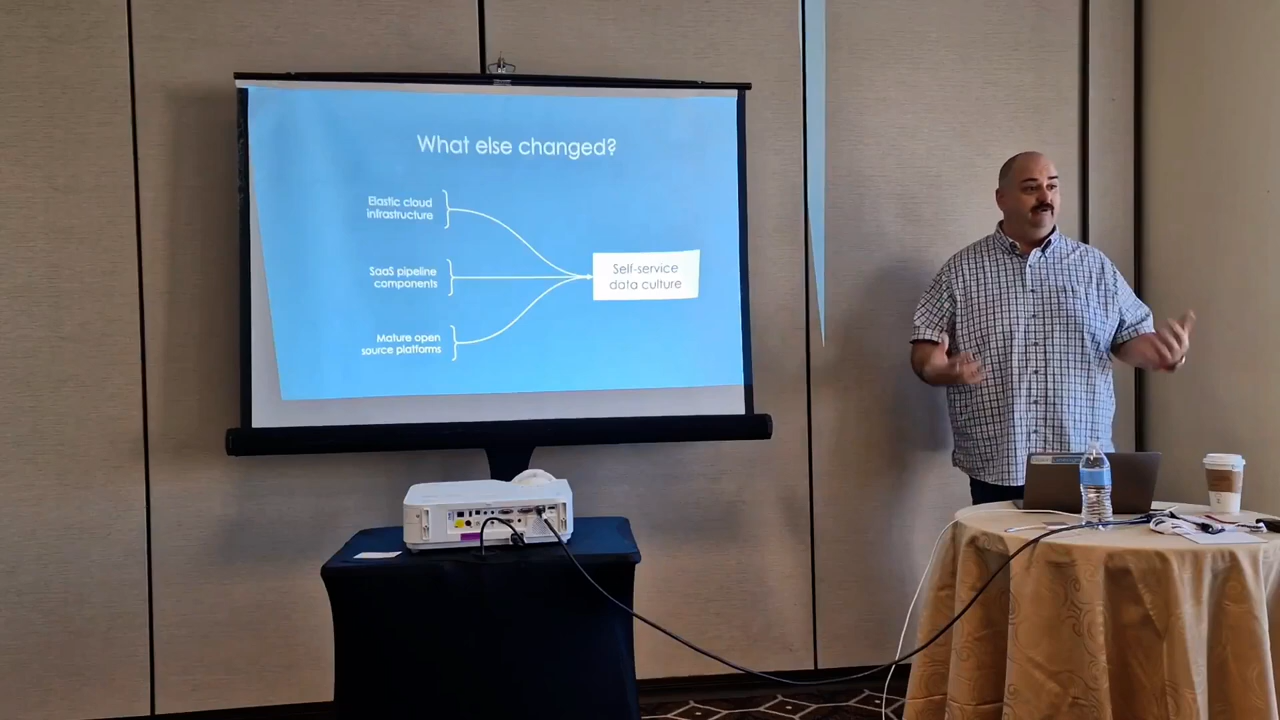 What else changed?
Elastic cloud
infrastructure
SaaS pipeline
components
Mature open
source platforms
Self-service
data culture